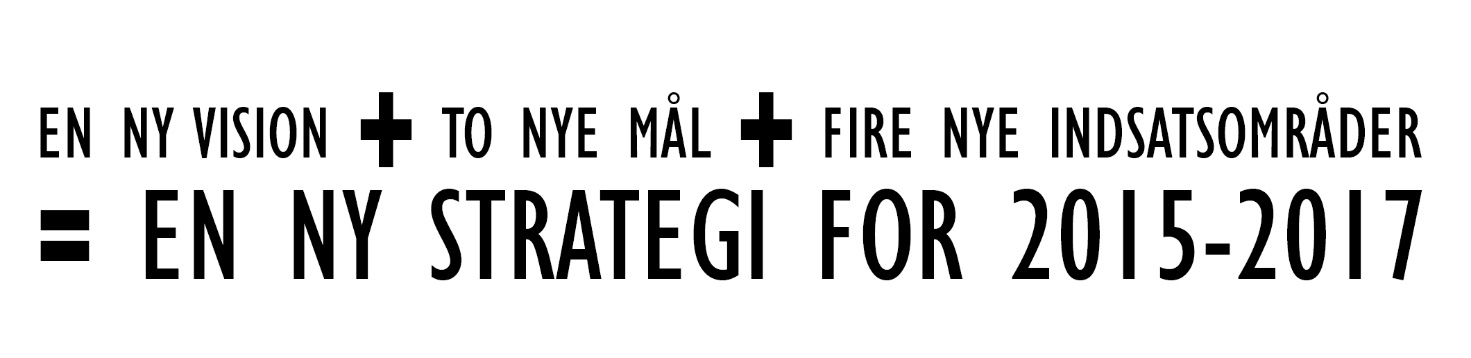 EN NY VISION + TO NYE MÅL + FIRE NYE INDSATSOMRÅDER
= EN NY STRATEGI FOR 2015-2017